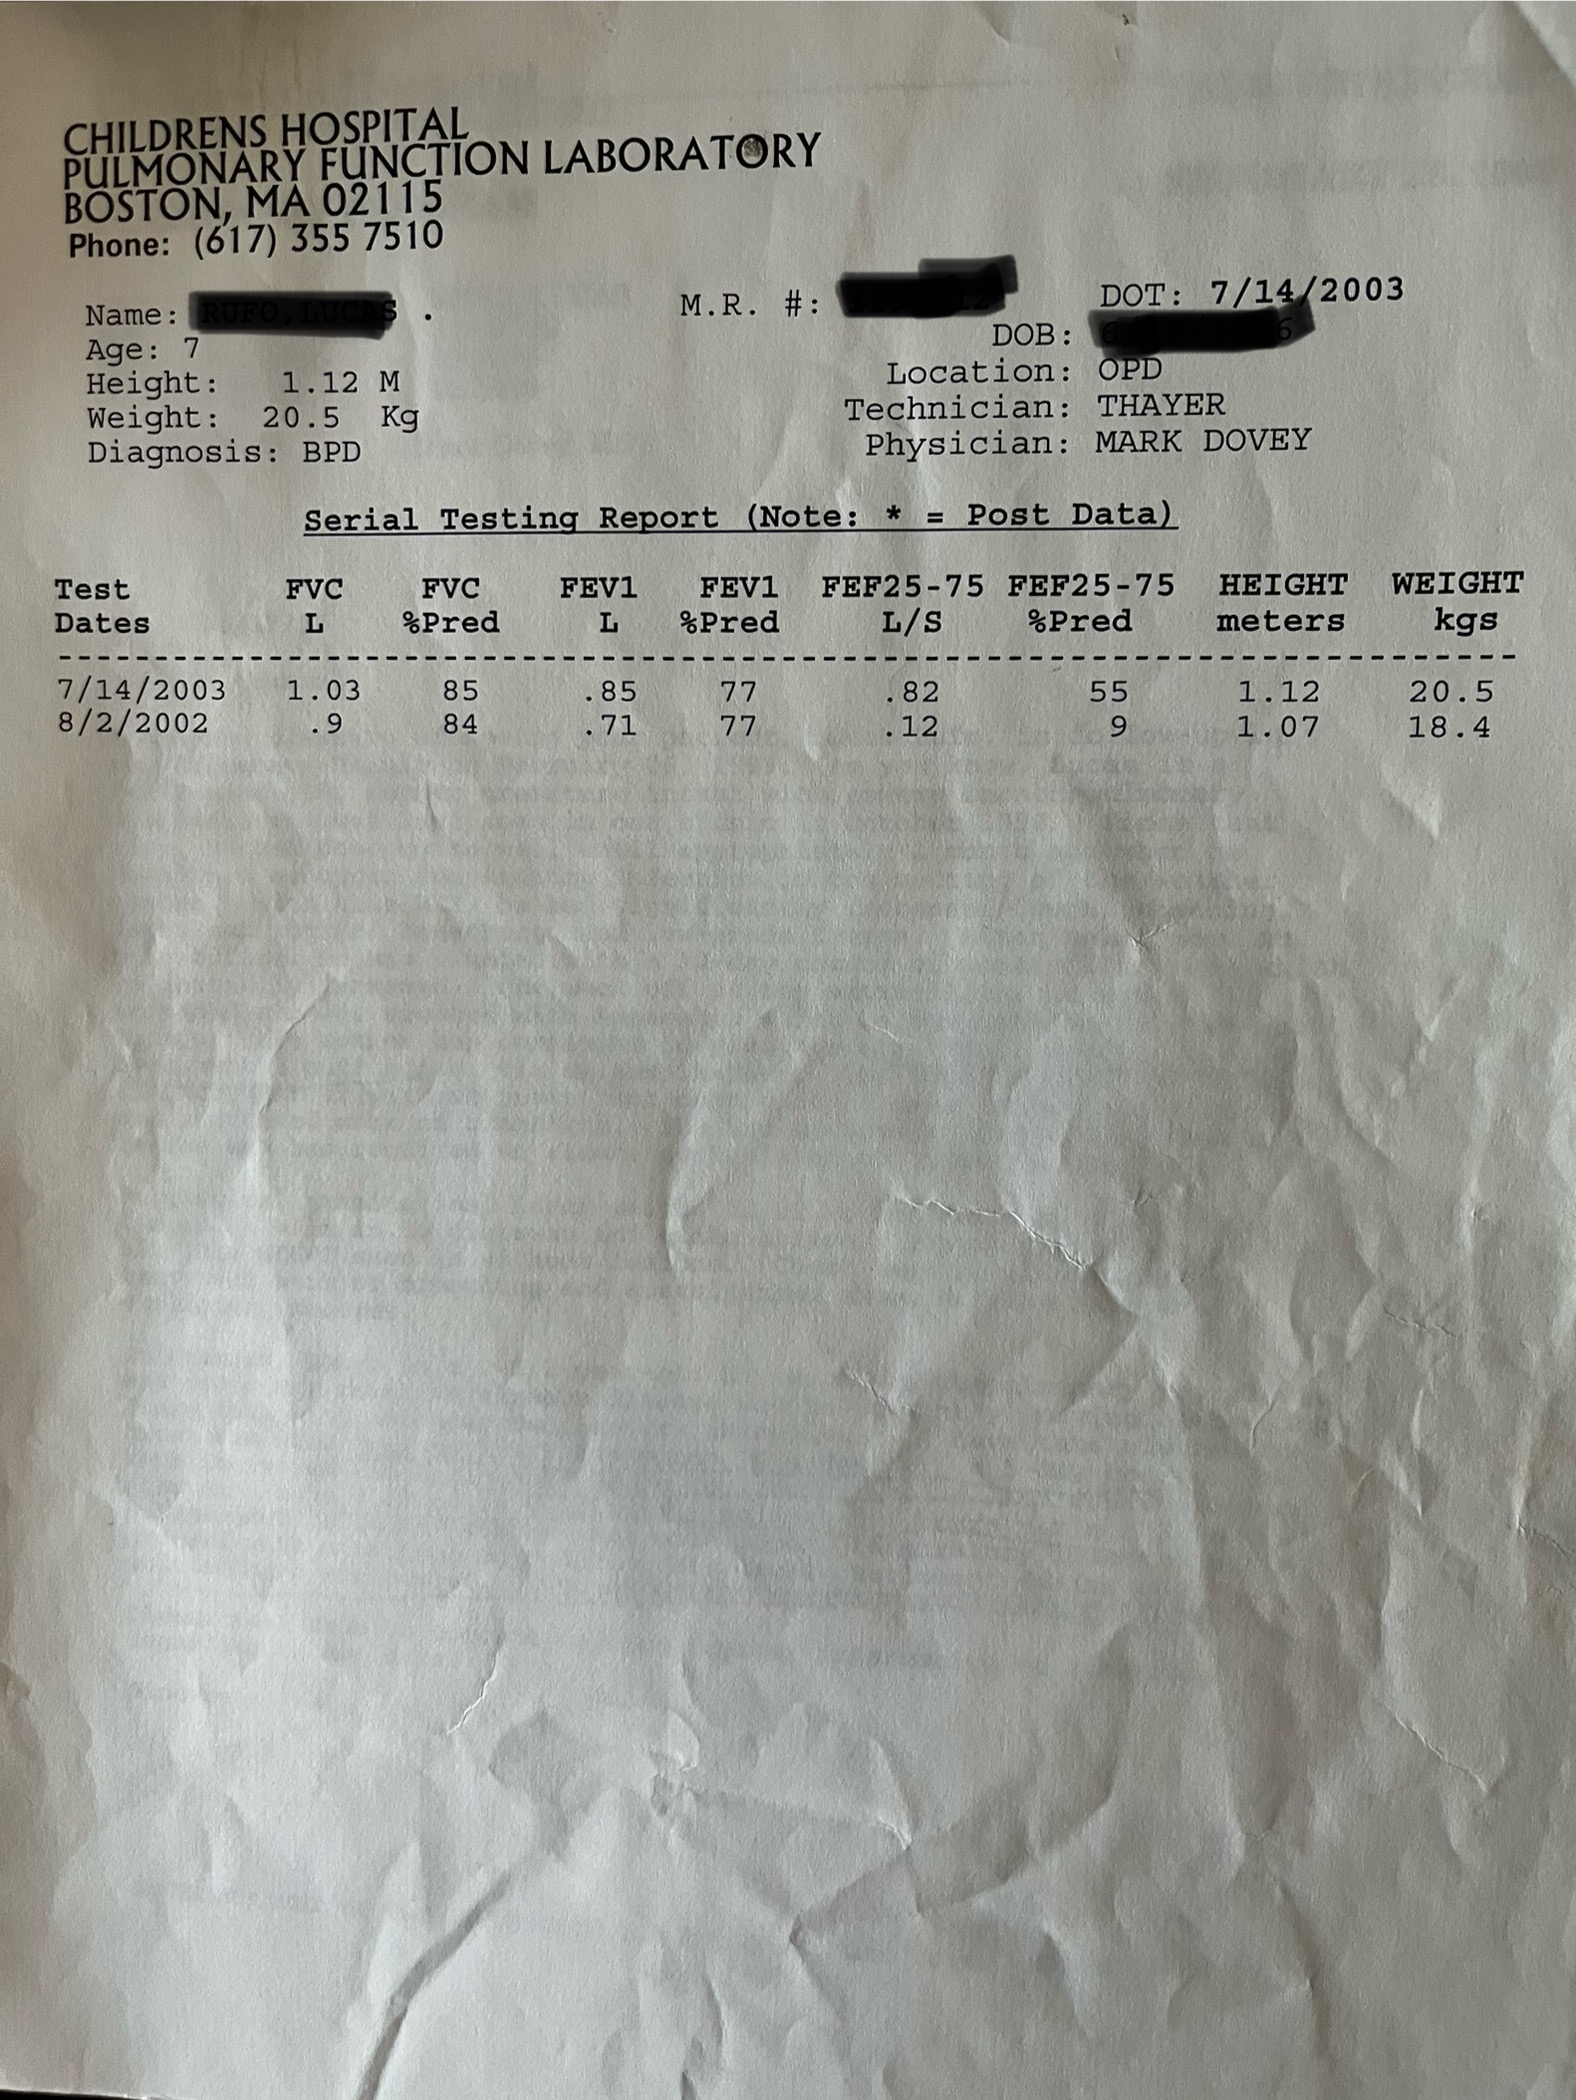 CHILDRENS HOSPITAL
PULMONARY FUNCTION LABORATORY
BOSTON, MA 02115
Phone: (617) 355 7510
Name: .
M.R. #:
DOT: 7/14/2003
Age: 7
DOB:
Height: 1.12 M
Location: OPD
Weight: 20.5 Kg
Technician: THAYER
Diagnosis: BPD
Physician: MARK DOVEY
Serial Testing Report (Note: * = Post Data)
Test FVC FVC FEV1 FEV1 FEF25-75 FEF25-75 HEIGHT WEIGHT
Dates L %Pred L %Pred L/S %Pred meters kgs
7/14/2003 1.03 85 .85 77 .82 55 1.12 20.5
8/2/2002 .9 84 .71 77 .12 9 1.07 18.4